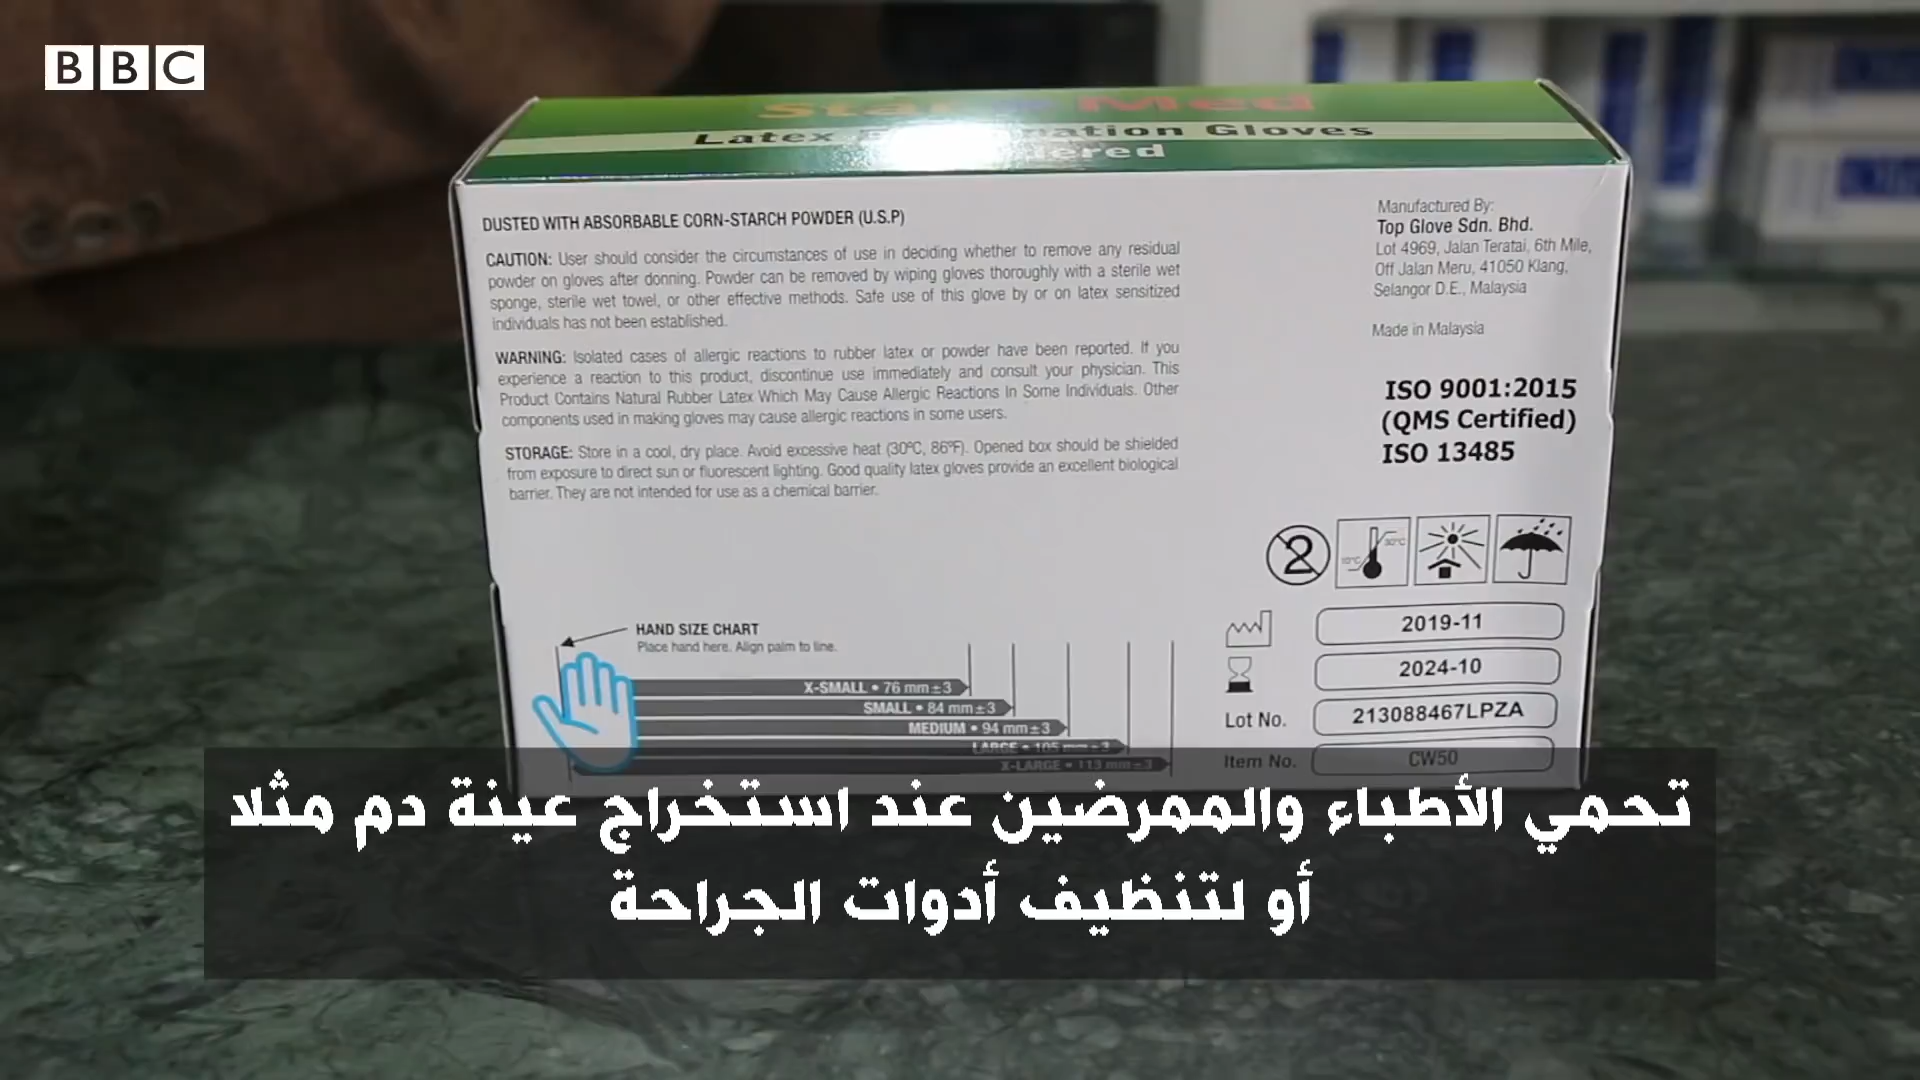 BBC
Star Med
Latex Gloves
DUSTED WITH ABSORBABLE CORN-STARCH POWDER (U.S.P)
CAUTION: User should consider the circumstances of use in deciding whether to remove any residual
powder on gloves after donning. Powder can be removed by wiping gloves thoroughly with a sterile wet
sponge, sterile wet towel, or other effective methods. Safe use of this glove by or on latex sensitized
individuals has not been established.
WARNING: Isolated cases of allergic reactions to rubber latex or powder have been reported. If you
experience a reaction to this product, discontinue use immediately and consult your physician. This
Product Contains Natural Rubber Latex Which May Cause Allergic Reactions In Some Individuals. Other
components used in making gloves may cause allergic reactions in some users.
STORAGE: Store in a cool, dry place. Avoid excessive heat (30ºC, 86ºF). Opened box should be shielded
from exposure to direct sun or fluorescent lighting. Good quality latex gloves provide an excellent biological
barrier. They are not intended for use as a chemical barrier.
Manufactured By:
Top Glove Sdn. Bhd.
Lot 4969, Jalan Teratai, 6th Mile,
Off Jalan Meru, 41050 Klang,
Selangor D.E., Malaysia
Made in Malaysia
ISO 9001:2015
(QMS Certified)
ISO 13485
2
30ºC
10ºC
2019-11
2024-10
Lot No. 213088467LPZA
Item No. CW50
HAND SIZE CHART
Place hand here. Align palm to line.
X-SMALL • 76 mm±3
SMALL • 84 mm±3
MEDIUM • 94 mm±3
LARGE • 105 mm±3
X-LARGE • 113 mm±3
تحمي الأطباء والممرضين عند استخراج عينة دم مثلا
أو لتنظيف أدوات الجراحة